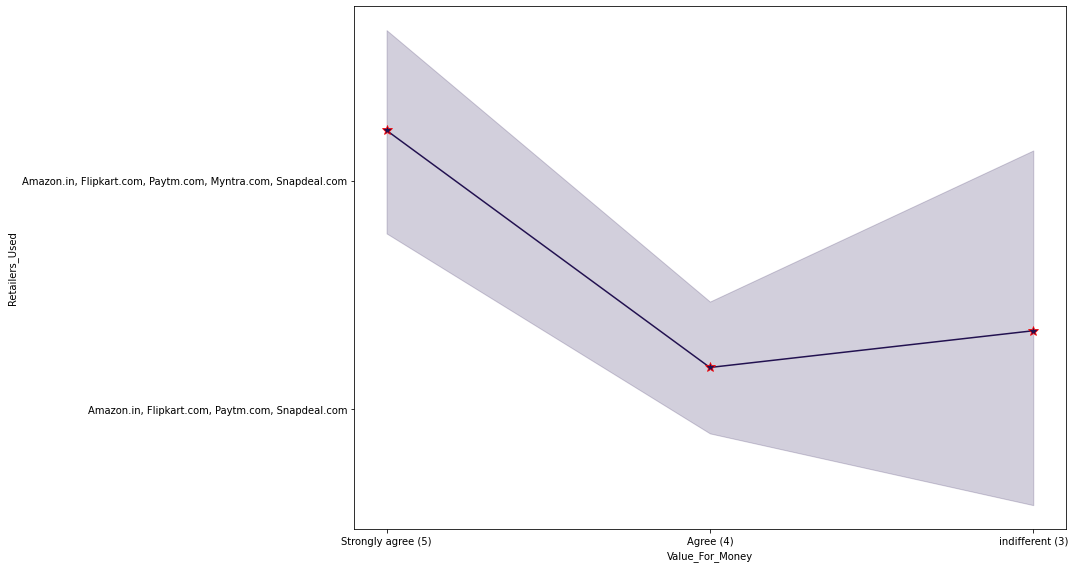 Retailers_Used
Amazon.in, Flipkart.com, Paytm.com, Myntra.com, Snapdeal.com
Amazon.in, Flipkart.com, Paytm.com, Snapdeal.com
Strongly agree (5)
Agree (4)
indifferent (3)
Value_For_Money